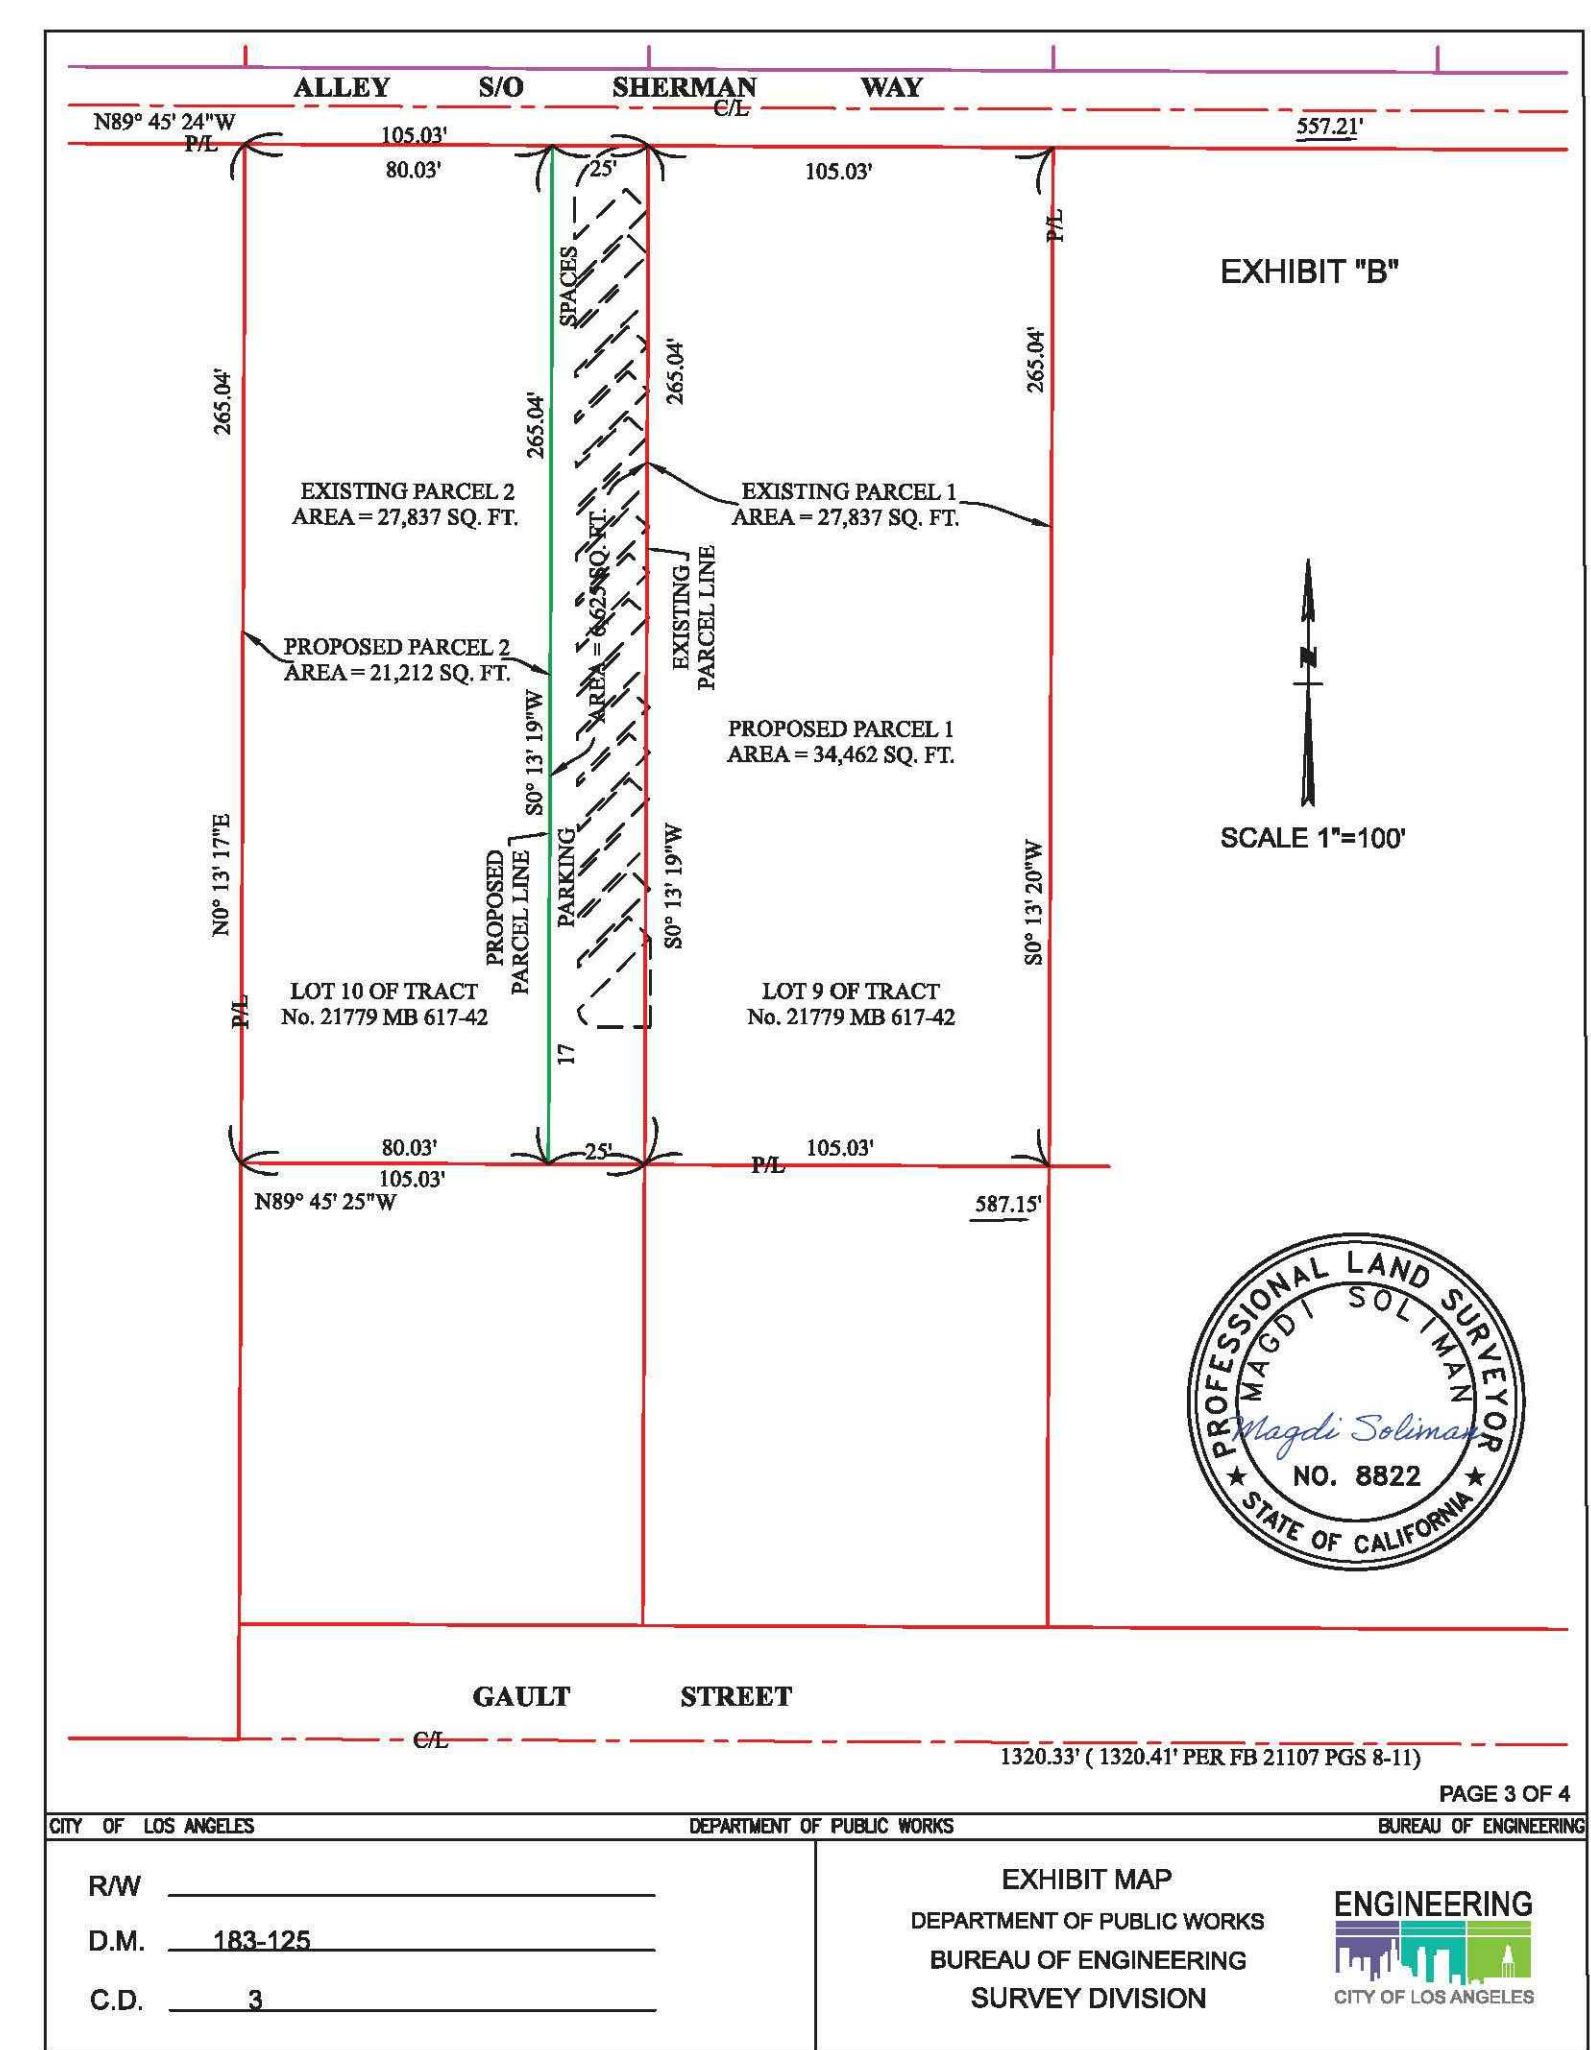 ALLEY S/O SHERMAN WAY
C/L
N89° 45' 24"W
P/L
105.03'
557.21'
80.03'
25'
105.03'
P/L
EXHIBIT "B"
SPACES
265.04'
265.04'
265.04'
265.04'
EXISTING PARCEL 2
AREA = 27,837 SQ. FT.
EXISTING PARCEL 1
AREA = 27,837 SQ. FT.
AREA = 6,625 SQ. FT.
EXISTING
PARCEL LINE
PROPOSED PARCEL 2
AREA = 21,212 SQ. FT.
S0° 13' 19"W
PROPOSED PARCEL 1
AREA = 34,462 SQ. FT.
N
SCALE 1"=100'
N0° 13' 17"E
PROPOSED
PARCEL LINE
PARKING
S0° 13' 19"W
S0° 13' 20"W
LOT 10 OF TRACT
No. 21779 MB 617-42
LOT 9 OF TRACT
No. 21779 MB 617-42
P/L
17
80.03'
25'
105.03'
P/L
105.03'
N89° 45' 25"W
587.15'
PROFESSIONAL LAND SURVEYOR
MAGDI SOLIMAN
Magdi Soliman
NO. 8822
STATE OF CALIFORNIA
GAULT STREET
C/L
1320.33' ( 1320.41' PER FB 21107 PGS 8-11)
PAGE 3 OF 4
CITY OF LOS ANGELES DEPARTMENT OF PUBLIC WORKS BUREAU OF ENGINEERING
R/W
D.M. 183-125
C.D. 3
EXHIBIT MAP
DEPARTMENT OF PUBLIC WORKS
BUREAU OF ENGINEERING
SURVEY DIVISION
ENGINEERING
CITY OF LOS ANGELES